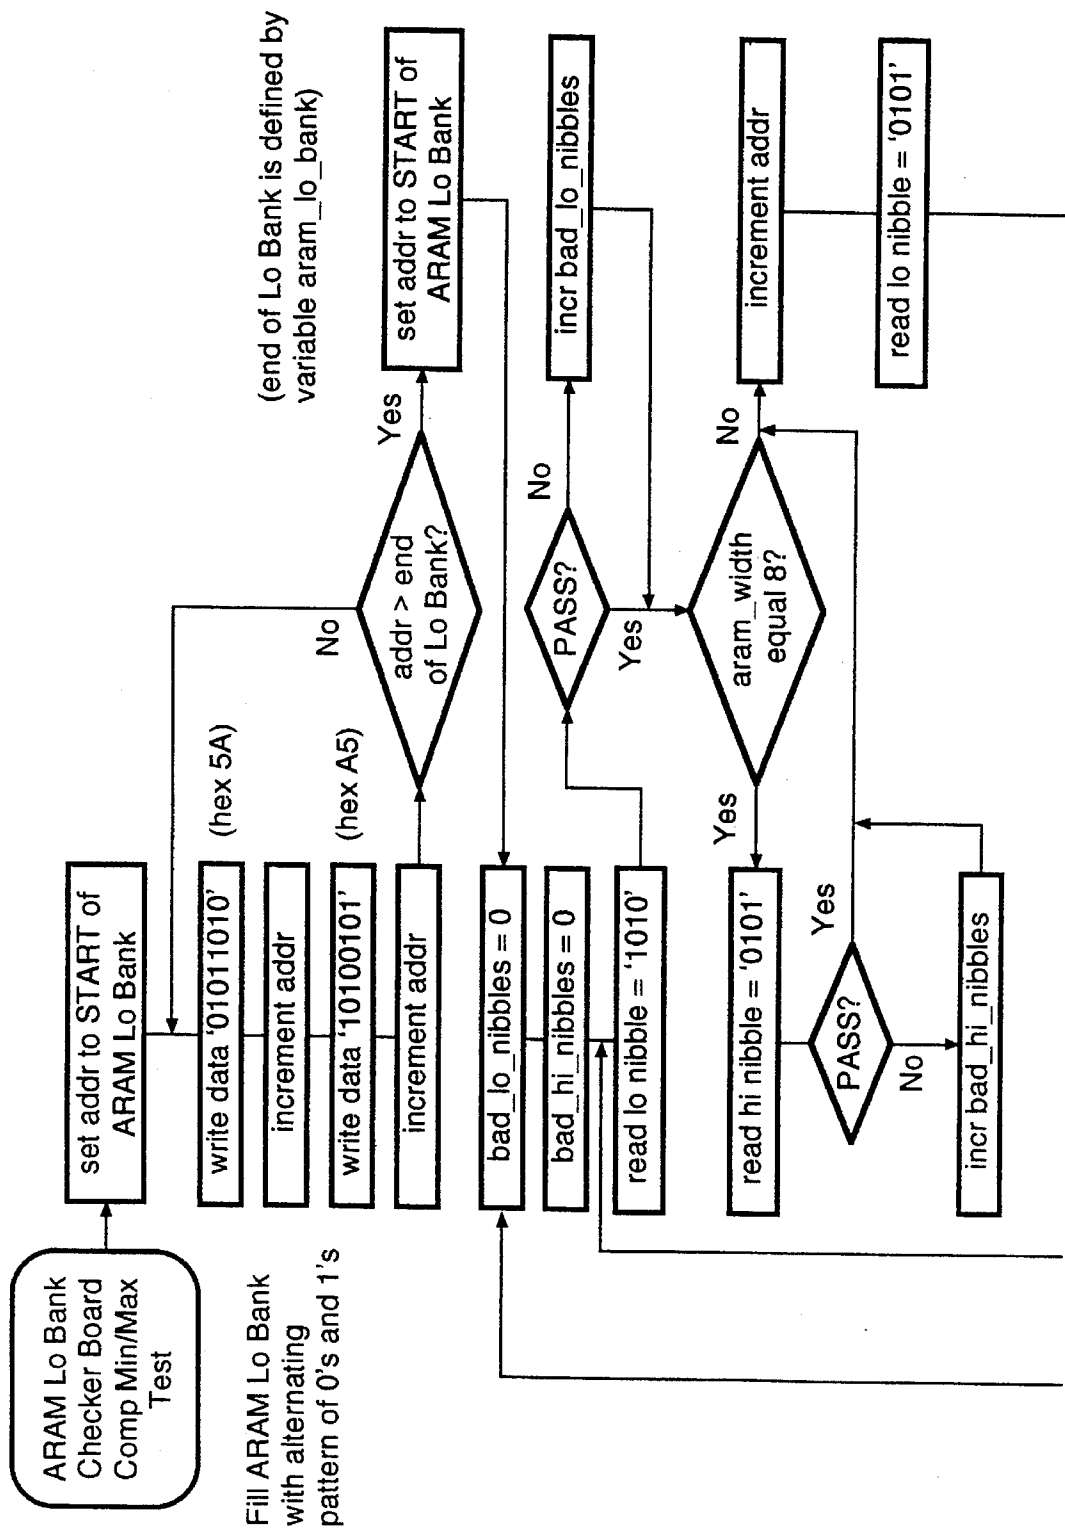 ARAM Lo Bank
Checker Board
Comp Min/Max
Test
set addr to START of
ARAM Lo Bank
Fill ARAM Lo Bank
with alternating
pattern of 0's and 1's
write data ‘01011010’
(hex 5A)
increment addr
write data ‘10100101’
(hex A5)
increment addr
addr > end
of Lo Bank?
No
Yes
(end of Lo Bank is defined by
variable aram_lo_bank)
set addr to START of
ARAM Lo Bank
bad_lo_nibbles = 0
bad_hi_nibbles = 0
read lo nibble = ‘1010’
PASS?
No
Yes
incr bad_lo_nibbles
aram_width
equal 8?
Yes
No
read hi nibble = ‘0101’
PASS?
Yes
No
incr bad_hi_nibbles
increment addr
read lo nibble = ‘0101’